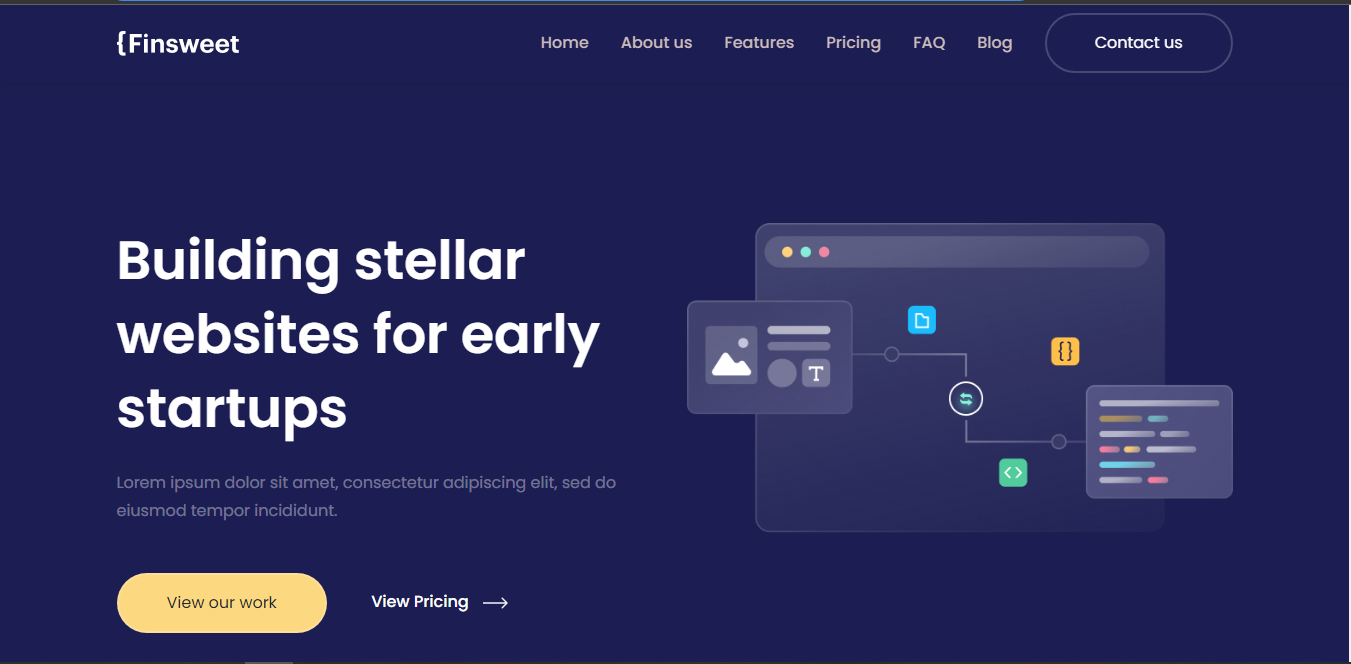 {Finsweet
Home About us Features Pricing FAQ Blog Contact us
Building stellar
websites for early
startups
Lorem ipsum dolor sit amet, consectetur adipiscing elit, sed do
eiusmod tempor incididunt.
View our work
View Pricing
T
{}
<>